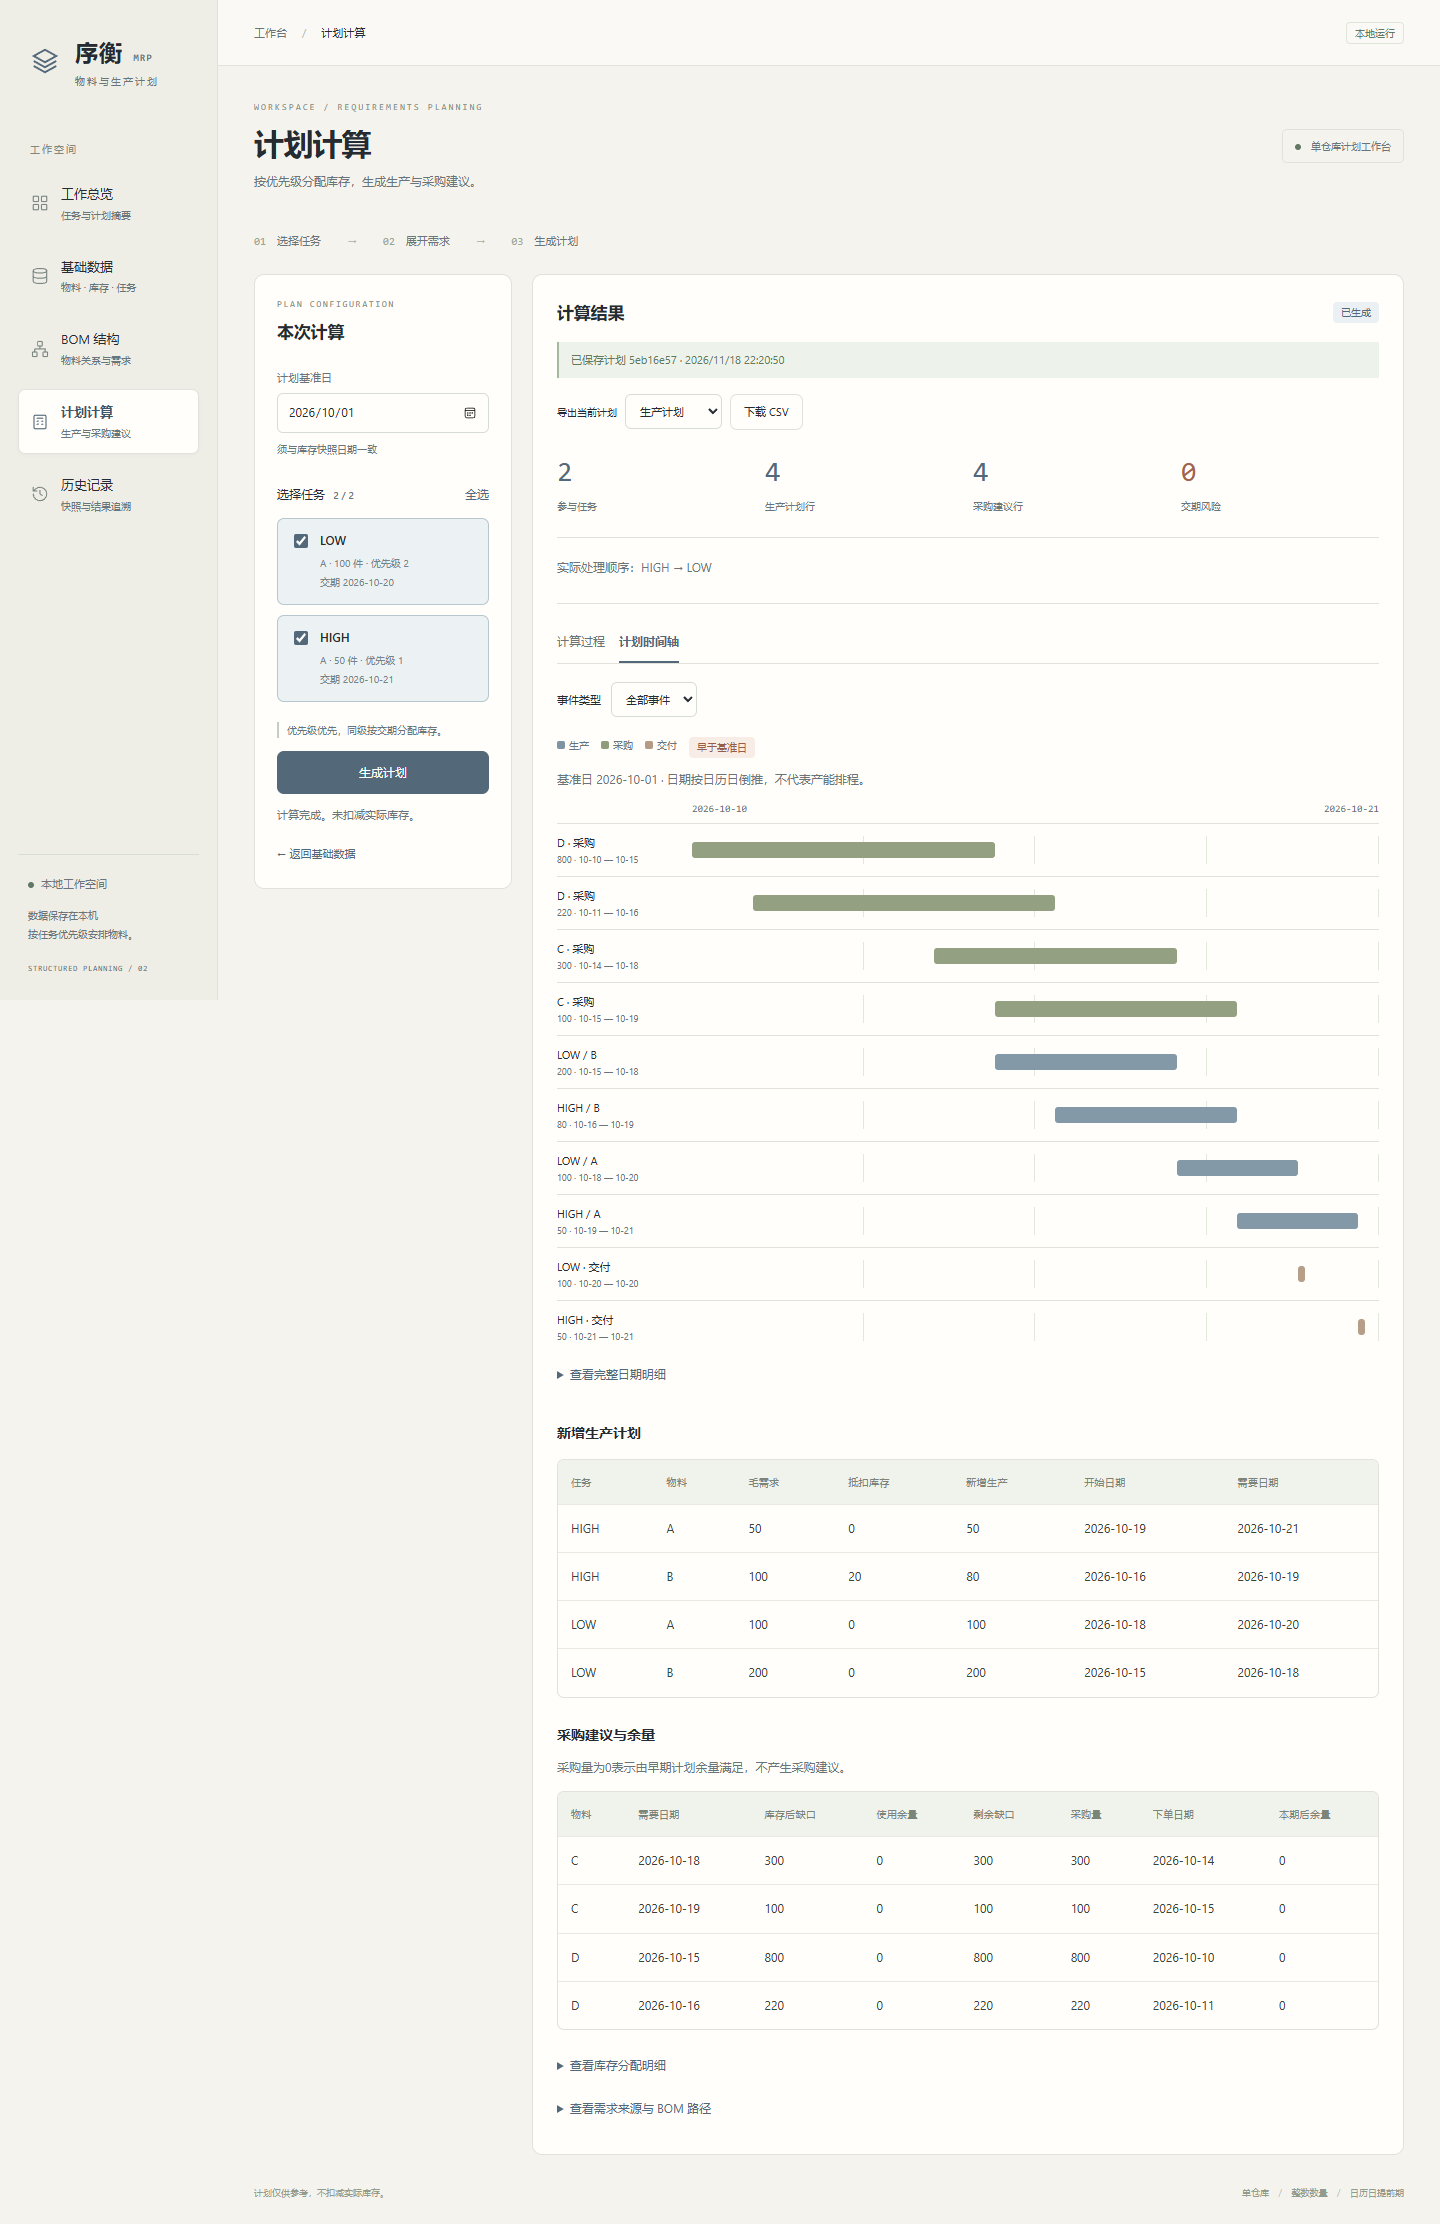 序衡 MRP
物料与生产计划
工作空间
工作总览
任务与计划摘要
基础数据
物料 · 库存 · 任务
BOM 结构
物料关系与需求
计划计算
生产与采购建议
历史记录
快照与结果追溯
本地工作空间
数据保存在本机
按任务优先级安排物料。
STRUCTURED PLANNING / 02
工作台 / 计划计算
本地运行
WORKSPACE / REQUIREMENTS PLANNING
计划计算
按优先级分配库存，生成生产与采购建议。
单仓库计划工作台
01 选择任务 → 02 展开需求 → 03 生成计划
PLAN CONFIGURATION
本次计算
计划基准日
2026/10/01
须与库存快照日期一致
选择任务 2 / 2 全选
LOW
A · 100 件 · 优先级 2
交期 2026-10-20
HIGH
A · 50 件 · 优先级 1
交期 2026-10-21
优先级优先，同级按交期分配库存。
生成计划
计算完成。未扣减实际库存。
← 返回基础数据
计算结果
已生成
已保存计划 5eb16e57 · 2026/11/18 22:20:50
导出当前计划 生产计划 下载 CSV
2 4 4 0
参与任务 生产计划行 采购建议行 交期风险
实际处理顺序：HIGH → LOW
计算过程 计划时间轴
事件类型 全部事件
生产 采购 交付 早于基准日
基准日 2026-10-01 · 日期按日历日倒推，不代表产能排程。
2026-10-10 2026-10-21
D · 采购
800 · 10-10 — 10-15
D · 采购
220 · 10-11 — 10-16
C · 采购
300 · 10-14 — 10-18
C · 采购
100 · 10-15 — 10-19
LOW / B
200 · 10-15 — 10-18
HIGH / B
80 · 10-16 — 10-19
LOW / A
100 · 10-18 — 10-20
HIGH / A
50 · 10-19 — 10-21
LOW · 交付
100 · 10-20 — 10-20
HIGH · 交付
50 · 10-21 — 10-21
▶ 查看完整日期明细
新增生产计划
任务 物料 毛需求 抵扣库存 新增生产 开始日期 需要日期
HIGH A 50 0 50 2026-10-19 2026-10-21
HIGH B 100 20 80 2026-10-16 2026-10-19
LOW A 100 0 100 2026-10-18 2026-10-20
LOW B 200 0 200 2026-10-15 2026-10-18
采购建议与余量
采购量为0表示由早期计划余量满足，不产生采购建议。
物料 需要日期 库存后缺口 使用余量 剩余缺口 采购量 下单日期 本期后余量
C 2026-10-18 300 0 300 300 2026-10-14 0
C 2026-10-19 100 0 100 100 2026-10-15 0
D 2026-10-15 800 0 800 800 2026-10-10 0
D 2026-10-16 220 0 220 220 2026-10-11 0
▶ 查看库存分配明细
▶ 查看需求来源与 BOM 路径
计划仅供参考，不扣减实际库存。
单仓库 / 整数数量 / 日历日提前期